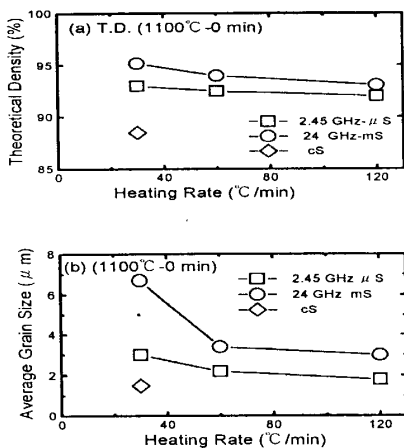 (a) T.D. (1100℃-0 min)
Theoretical Density (%)
100
95
90
85
2.45 GHz-μS
24 GHz-mS
cS
0 40 80 120
Heating Rate (℃/min)
(b) (1100℃-0 min)
Average Grain Size (μm)
8
6
4
2
0
2.45 GHz μS
24 GHz mS
cS
0 40 80 120
Heating Rate (℃/min)